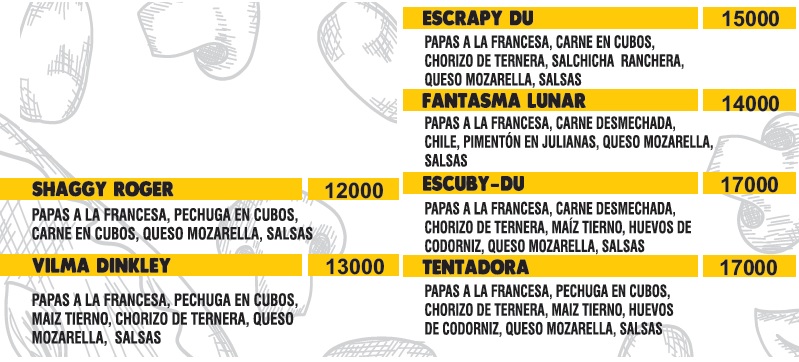 SHAGGY ROGER 12000
PAPAS A LA FRANCESA, PECHUGA EN CUBOS,
CARNE EN CUBOS, QUESO MOZARELLA, SALSAS
VILMA DINKLEY 13000
PAPAS A LA FRANCESA, PECHUGA EN CUBOS,
MAIZ TIERNO, CHORIZO DE TERNERA, QUESO
MOZARELLA, SALSAS
ESCRAPY DU 15000
PAPAS A LA FRANCESA, CARNE EN CUBOS,
CHORIZO DE TERNERA, SALCHICHA RANCHERA,
QUESO MOZARELLA, SALSAS
FANTASMA LUNAR 14000
PAPAS A LA FRANCESA, CARNE DESMECHADA,
CHILE, PIMENTÓN EN JULIANAS, QUESO MOZARELLA,
SALSAS
ESCUBY-DU 17000
PAPAS A LA FRANCESA, CARNE DESMECHADA,
CHORIZO DE TERNERA, MAÍZ TIERNO, HUEVOS DE
CODORNIZ, QUESO MOZARELLA, SALSAS
TENTADORA 17000
PAPAS A LA FRANCESA, PECHUGA EN CUBOS,
CHORIZO DE TERNERA, MAIZ TIERNO, HUEVOS
DE CODORNIZ, QUESO MOZARELLA, SALSAS